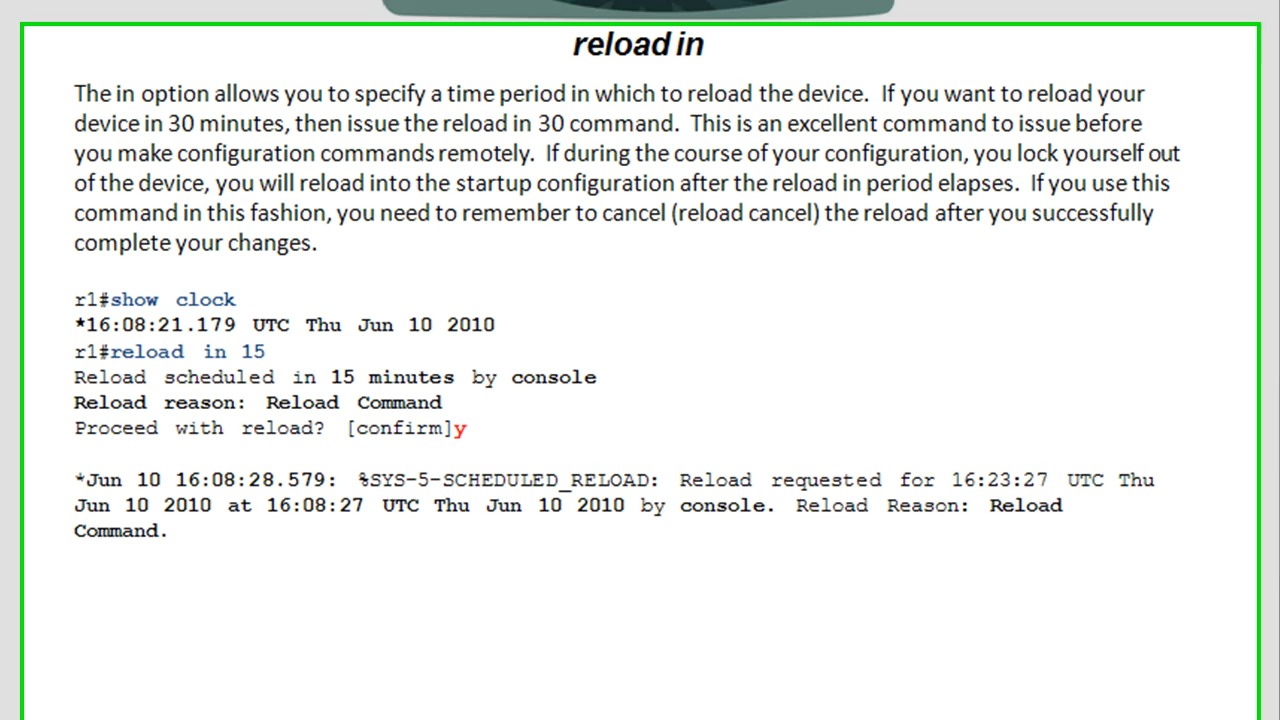 reload in
The in option allows you to specify a time period in which to reload the device. If you want to reload your
device in 30 minutes, then issue the reload in 30 command. This is an excellent command to issue before
you make configuration commands remotely. If during the course of your configuration, you lock yourself out
of the device, you will reload into the startup configuration after the reload in period elapses. If you use this
command in this fashion, you need to remember to cancel (reload cancel) the reload after you successfully
complete your changes.
r1#show clock
*16:08:21.179 UTC Thu Jun 10 2010
r1#reload in 15
Reload scheduled in 15 minutes by console
Reload reason: Reload Command
Proceed with reload? [confirm]y
*Jun 10 16:08:28.579: %SYS-5-SCHEDULED_RELOAD: Reload requested for 16:23:27 UTC Thu
Jun 10 2010 at 16:08:27 UTC Thu Jun 10 2010 by console. Reload Reason: Reload
Command.